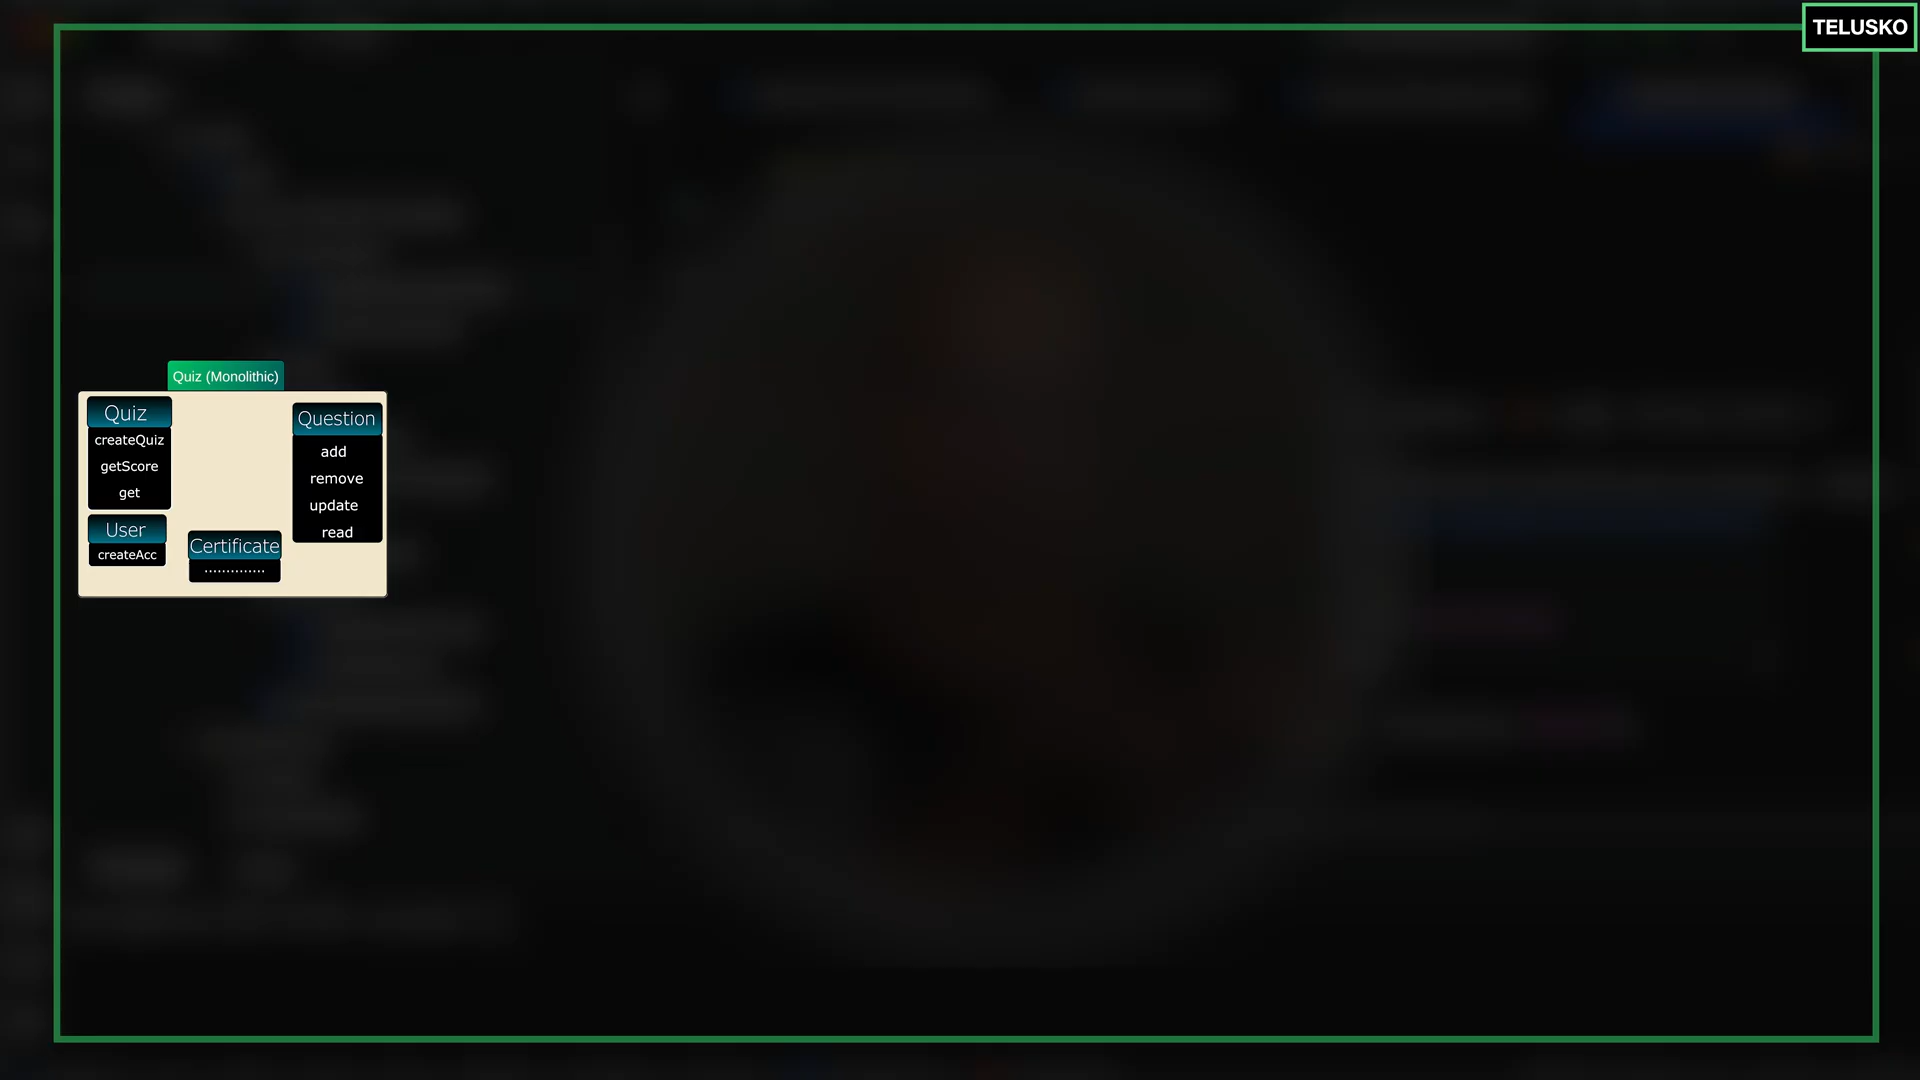 TELUSKO
Quiz (Monolithic)
Quiz
createQuiz
getScore
get
Question
add
remove
update
read
User
createAcc
Certificate
..............